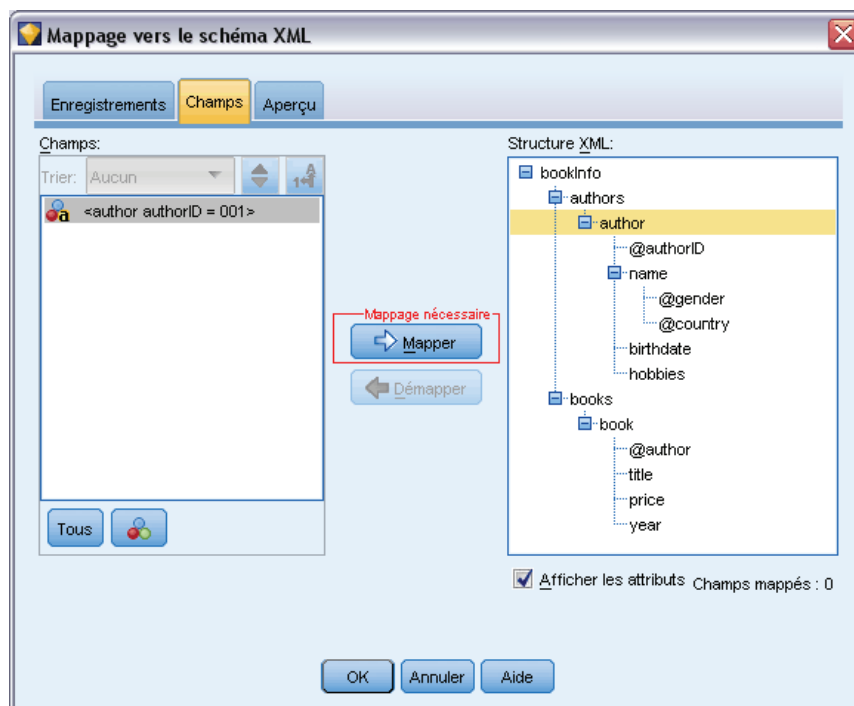 Mappage vers le schéma XML
Enregistrements Champs Aperçu
Champs:
Trier: Aucun
<author authorID = 001>
Tous
Mappage nécessaire
Mapper
Démapper
Structure XML:
bookInfo
authors
author
@authorID
name
@gender
@country
birthdate
hobbies
books
book
@author
title
price
year
Afficher les attributs Champs mappés : 0
OK Annuler Aide